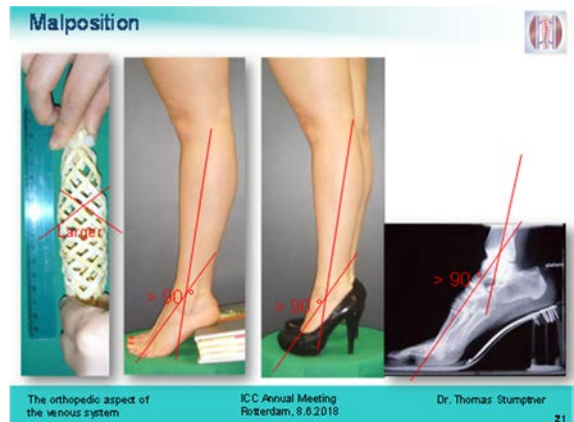 Malposition
Larger
> 90 °
> 90 °
> 90 °
The orthopedic aspect of
the venous system
ICC Annual Meeting
Rotterdam, 8.6.2018
Dr. Thomas Stumptner
21